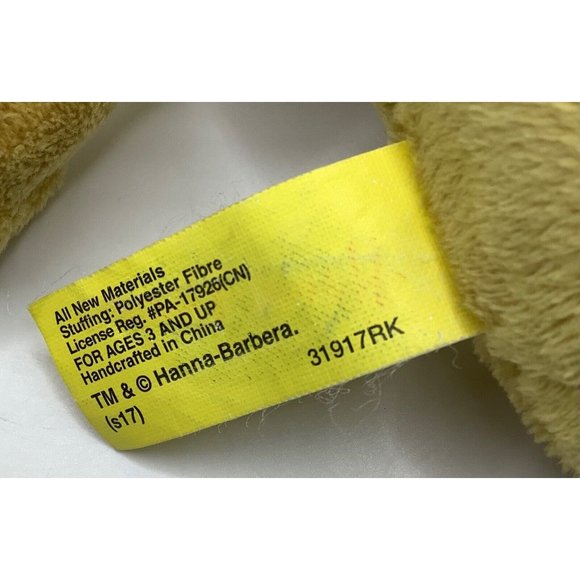 All New Materials
Stuffing: Polyester Fibre
License Reg. #PA-17926(CN)
FOR AGES 3 AND UP
Handcrafted in China
TM & © Hanna-Barbera.
(s17)
31917RK